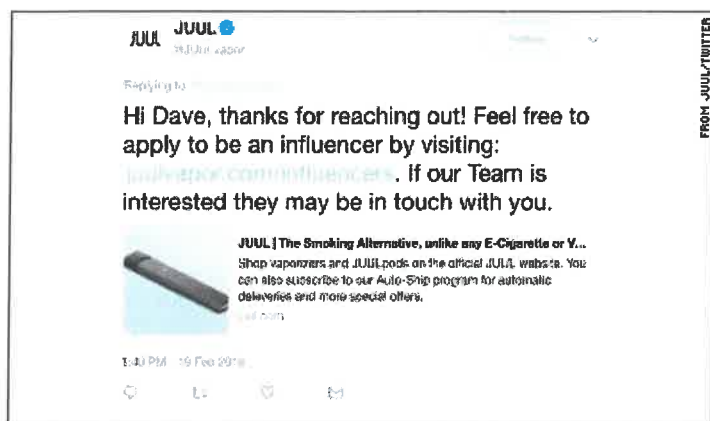 JUUL JUUL
@JUULvapor
Replying to
Hi Dave, thanks for reaching out! Feel free to
apply to be an influencer by visiting:
juulvapor.com/influencers. If our Team is
interested they may be in touch with you.
JUUL | The Smoking Alternative, unlike any E-Cigarette or V...
Shop vaporizers and JUULpods on the official JUUL website. You
can also subscribe to our Auto-Ship program for automatic
deliveries and more special offers.
1:40 PM 19 Feb
FROM JUUL/TWITTER